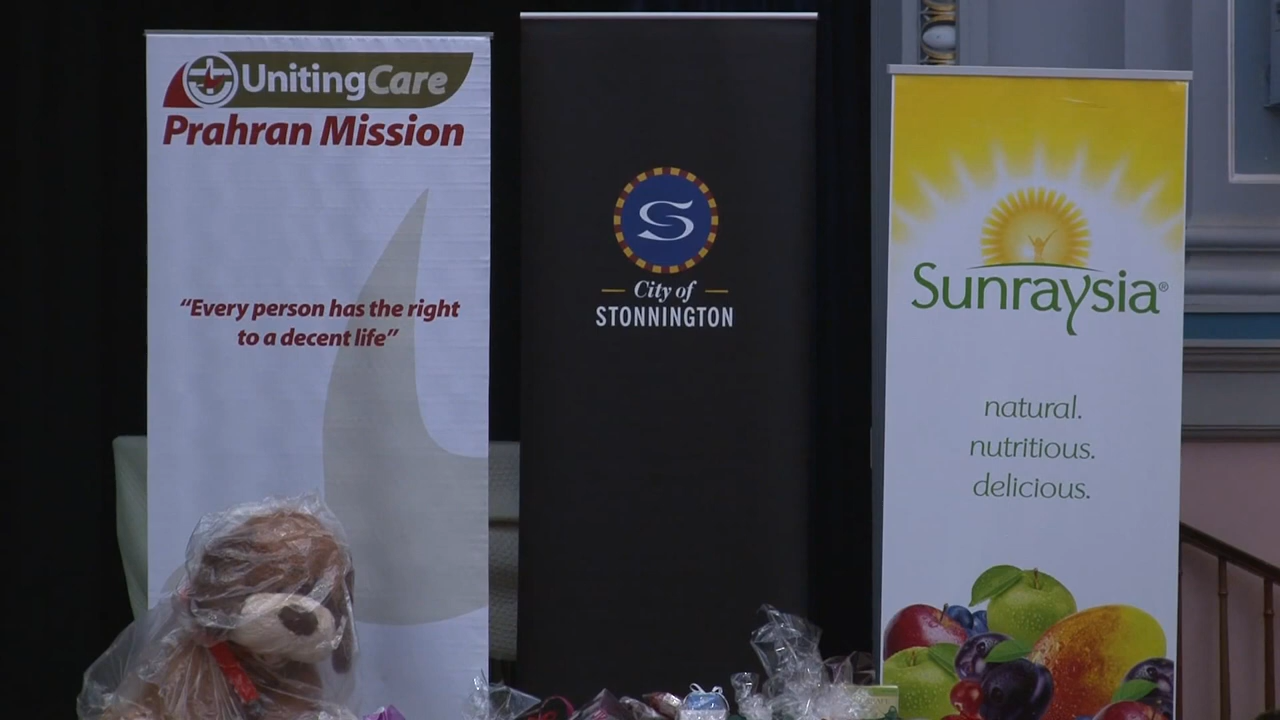 UnitingCare
Prahran Mission
“Every person has the right
to a decent life”
S
City of
STONNINGTON
Sunraysia®
natural.
nutritious.
delicious.